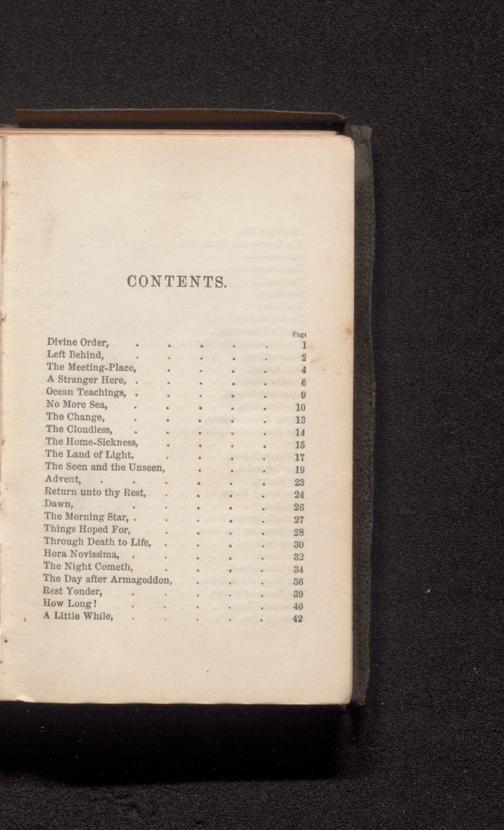 CONTENTS.
Page
Divine Order, . . . . . 1
Left Behind, . . . . . 2
The Meeting-Place, . . . . 4
A Stranger Here, . . . . . 6
Ocean Teachings, . . . . . 9
No More Sea, . . . . . 10
The Change, . . . . . 13
The Cloudless, . . . . . 14
The Home-Sickness, . . . . 15
The Land of Light, . . . . 17
The Seen and the Unseen, . . . 19
Advent, . . . . . . 23
Return unto thy Rest, . . . . 24
Dawn, . . . . . 26
The Morning Star, . . . . . 27
Things Hoped For, . . . . 28
Through Death to Life, . . . . 30
Hora Novissima, . . . . . 32
The Night Cometh, . . . . 34
The Day after Armageddon, . . . 36
Rest Yonder, . . . . . 39
How Long! . . . . . 40
A Little While, . . . . . 42